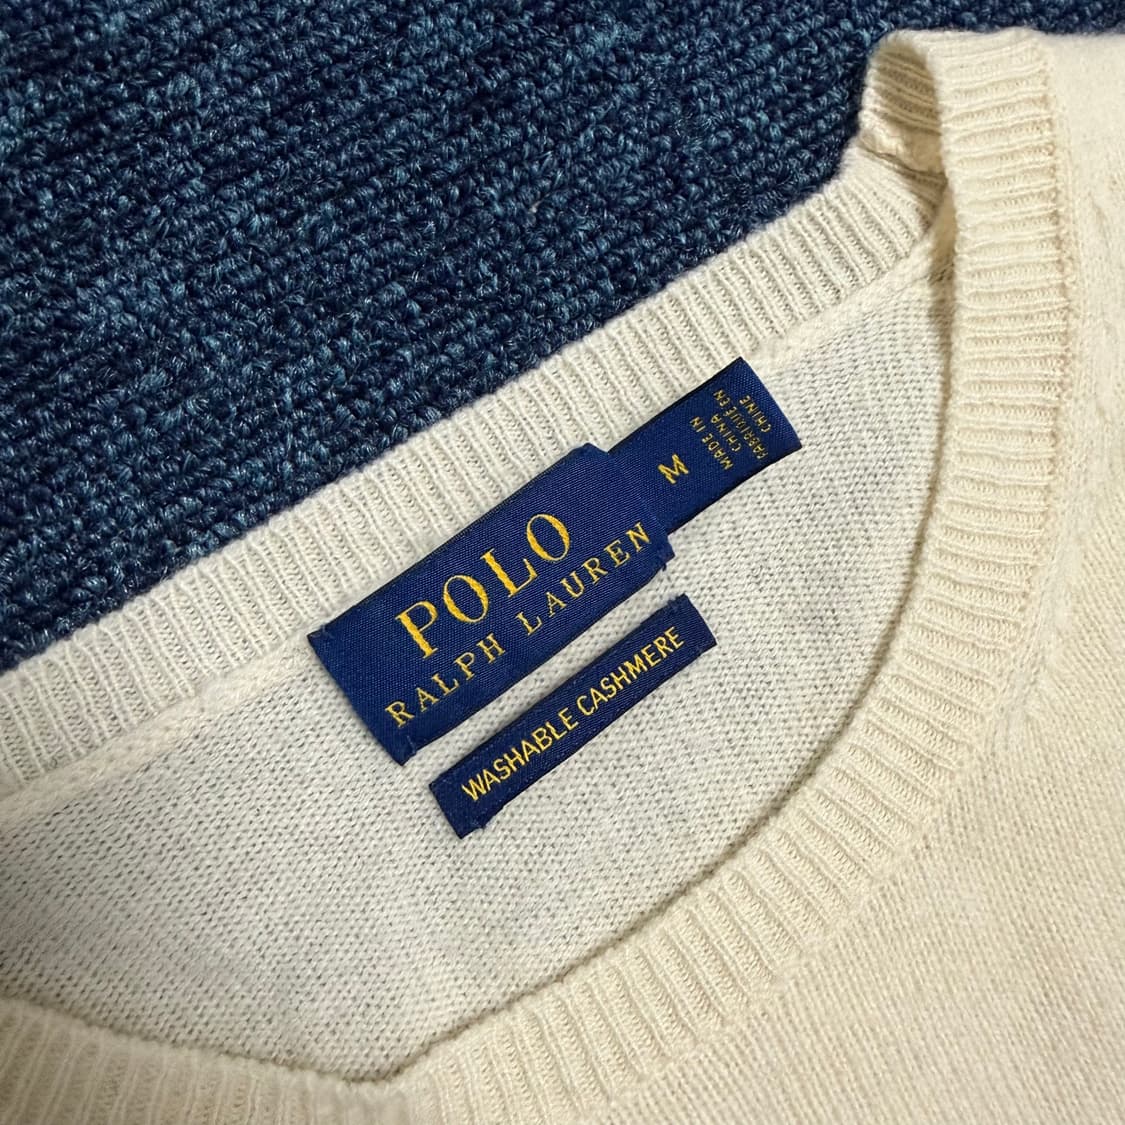 POLO
RALPH LAUREN
M
MADE IN
CHINA
FABRIQUÉ EN
CHINE
WASHABLE CASHMERE